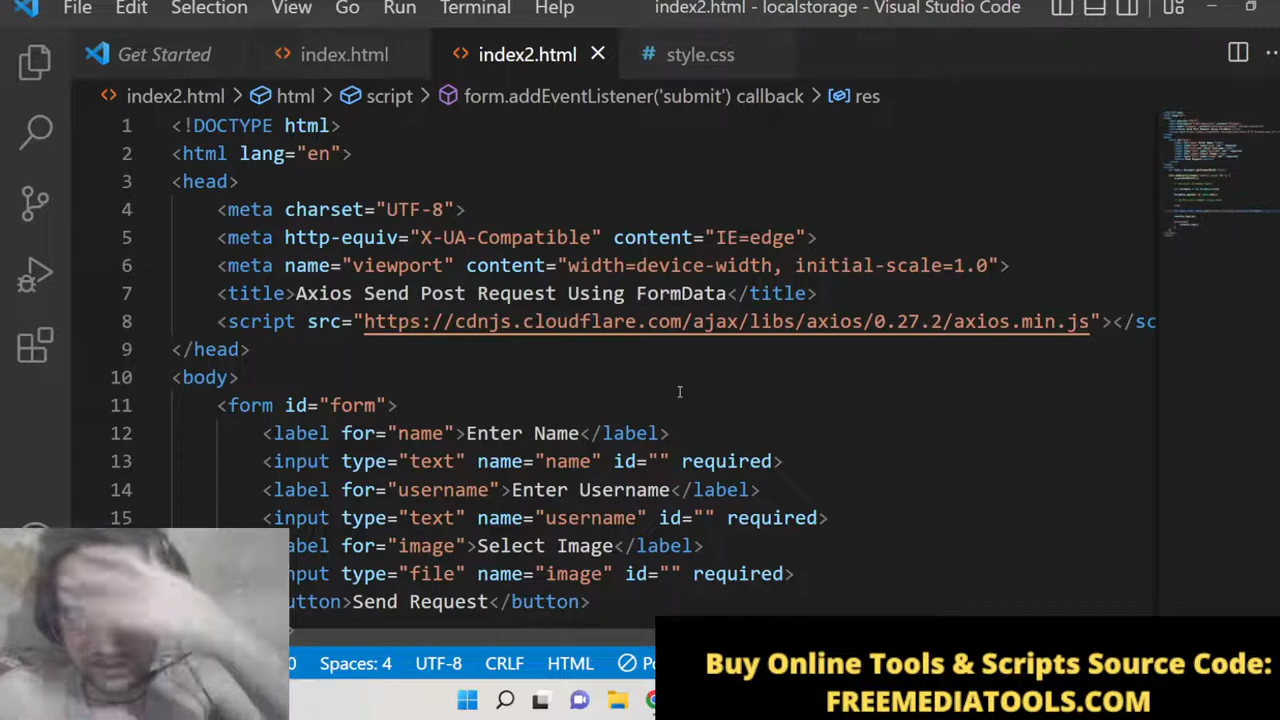 File Edit Selection View Go Run Terminal Help index2.html - localstorage - Visual Studio Code
Get Started index.html index2.html style.css
index2.html > html > script > form.addEventListener('submit') callback > res
1 <!DOCTYPE html>
2 <html lang="en">
3 <head>
4 <meta charset="UTF-8">
5 <meta http-equiv="X-UA-Compatible" content="IE=edge">
6 <meta name="viewport" content="width=device-width, initial-scale=1.0">
7 <title>Axios Send Post Request Using FormData</title>
8 <script src="https://cdnjs.cloudflare.com/ajax/libs/axios/0.27.2/axios.min.js"></sc
9 </head>
10 <body>
11 <form id="form">
12 <label for="name">Enter Name</label>
13 <input type="text" name="name" id="" required>
14 <label for="username">Enter Username</label>
15 <input type="text" name="username" id="" required>
label for="image">Select Image</label>
nput type="file" name="image" id="" required>
utton>Send Request</button>
>
0 Spaces: 4 UTF-8 CRLF HTML
Buy Online Tools & Scripts Source Code:
FREEMEDIATOOLS.COM